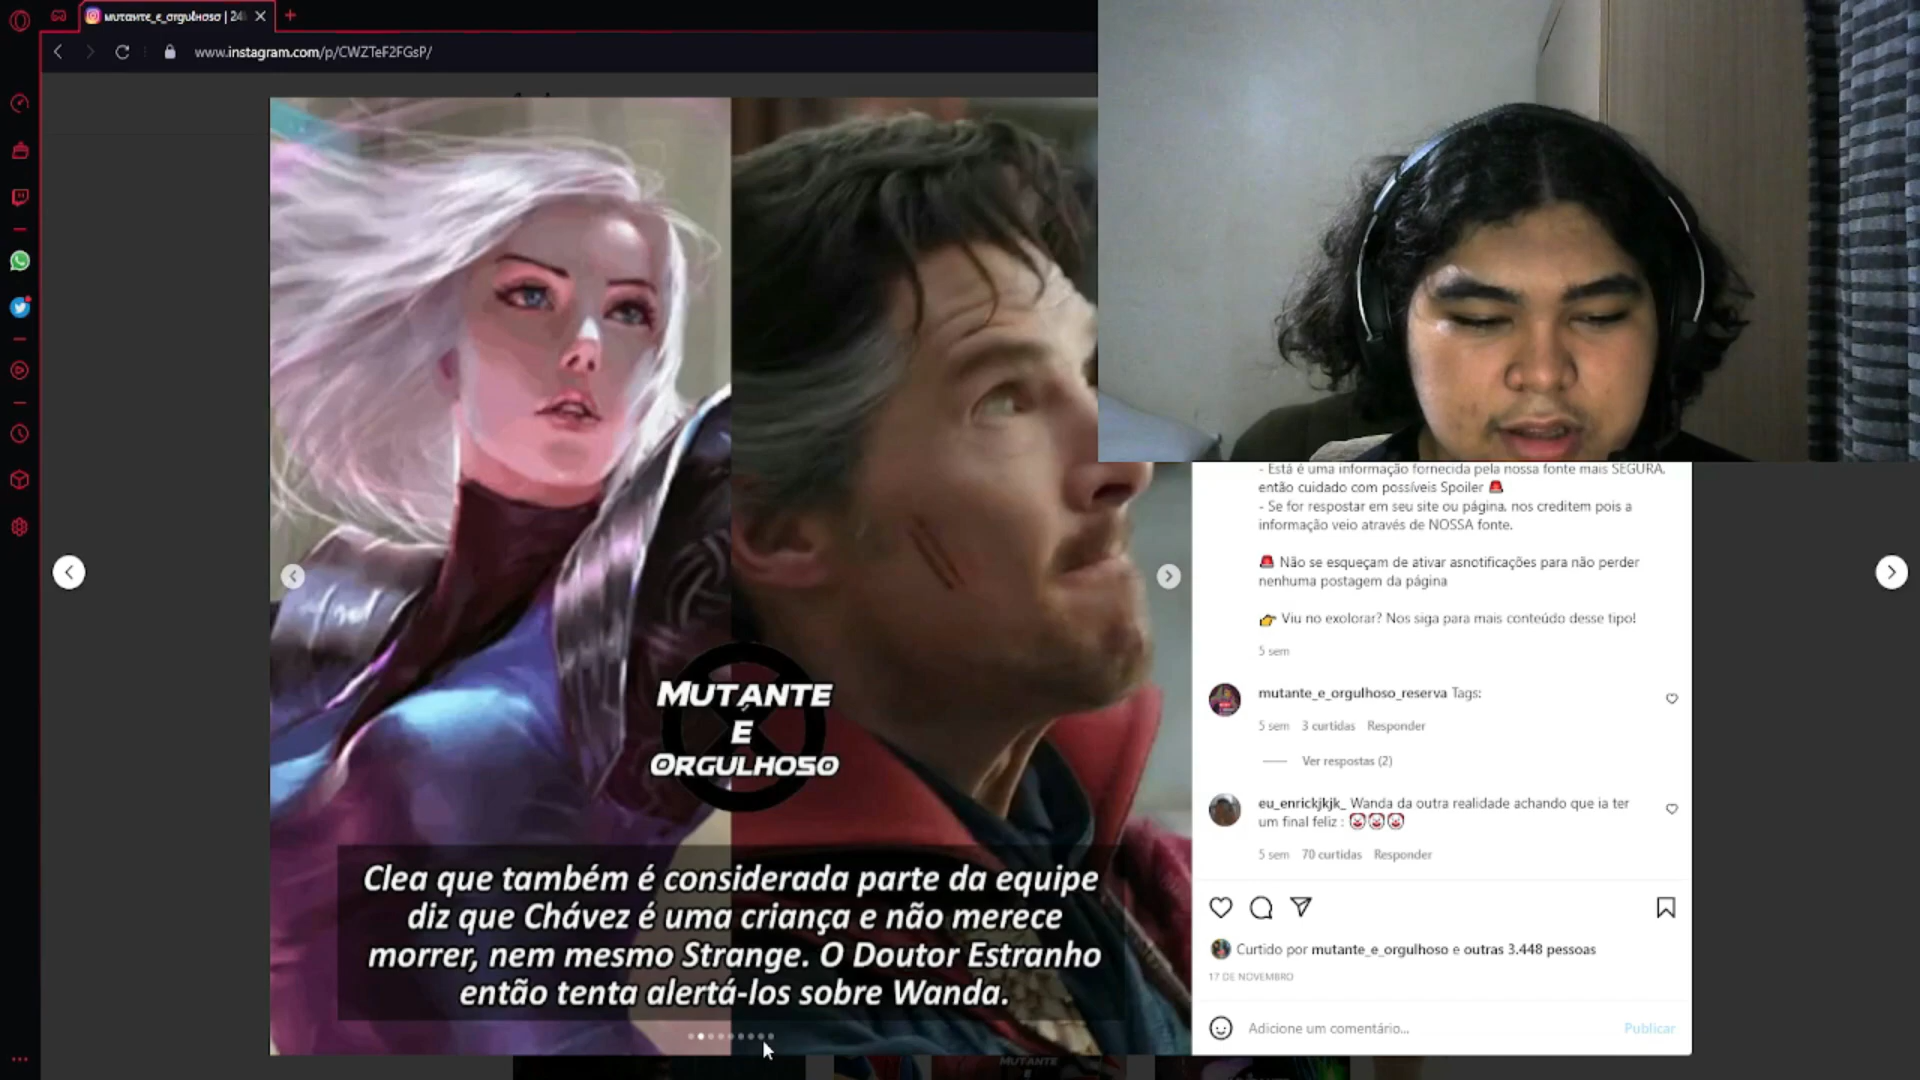 mutante_e_orgulhoso | 24
www.instagram.com/p/CWZTeF2FGsP/
MUTANTE
É
ORGULHOSO
Clea que também é considerada parte da equipe
diz que Chávez é uma criança e não merece
morrer, nem mesmo Strange. O Doutor Estranho
então tenta alertá-los sobre Wanda.
- Está é uma informação fornecida pela nossa fonte mais SEGURA.
então cuidado com possíveis Spoiler 🚨
- Se for respostar em seu site ou página. nos creditem pois a
informação veio através de NOSSA fonte.
🚨 Não se esqueçam de ativar asnotificações para não perder
nenhuma postagem da página
👉 Viu no exolorar? Nos siga para mais conteúdo desse tipo!
5 sem
mutante_e_orgulhoso_reserva Tags:
5 sem 3 curtidas Responder
Ver respostas (2)
eu_enrickjkjk_ Wanda da outra realidade achando que ia ter
um final feliz : 🤡🤡🤡
5 sem 70 curtidas Responder
Curtido por mutante_e_orgulhoso e outras 3.448 pessoas
17 DE NOVEMBRO
Adicione um comentário... Publicar
MUTANTE